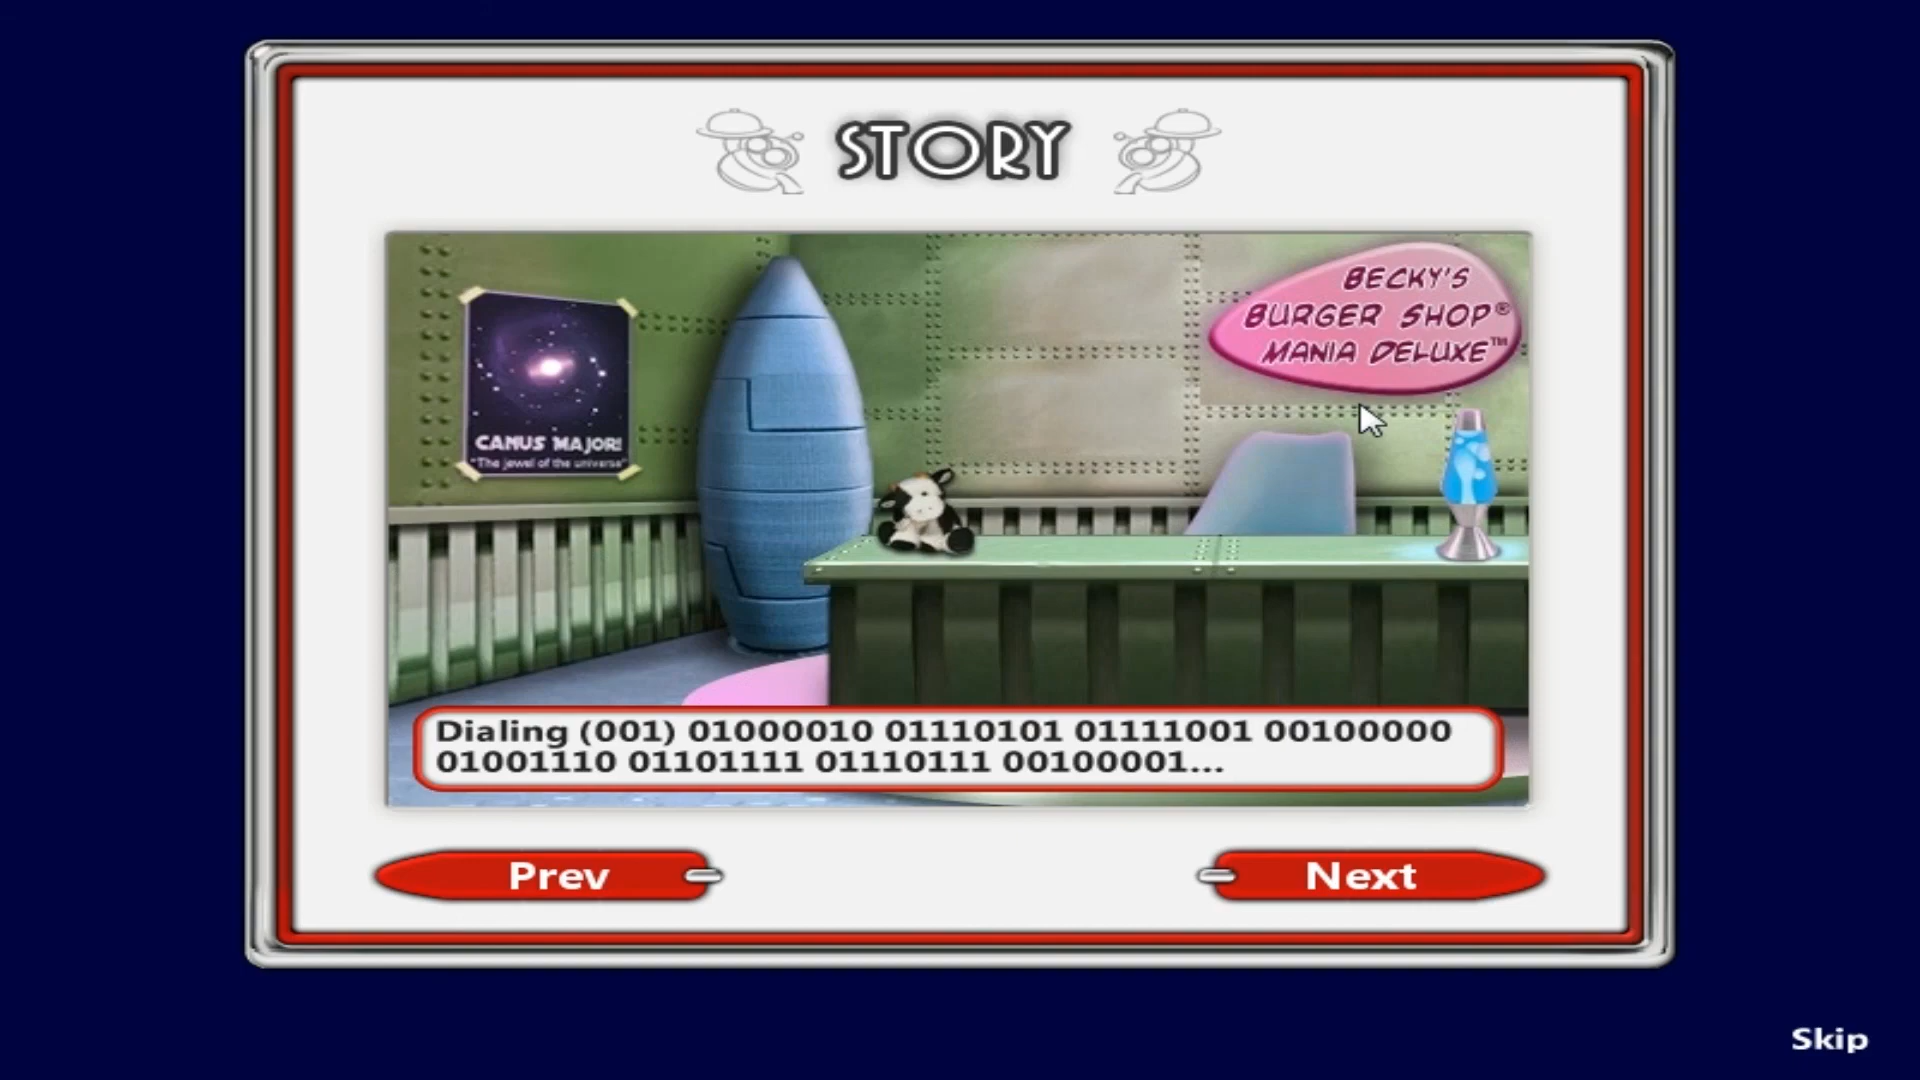 STORY
BECKY'S
BURGER SHOP®
MANIA DELUXE™
CANUS MAJOR!
"The jewel of the universe"
Dialing (001) 01000010 01110101 01111001 00100000
01001110 01101111 01110111 00100001...
Prev
Next
Skip